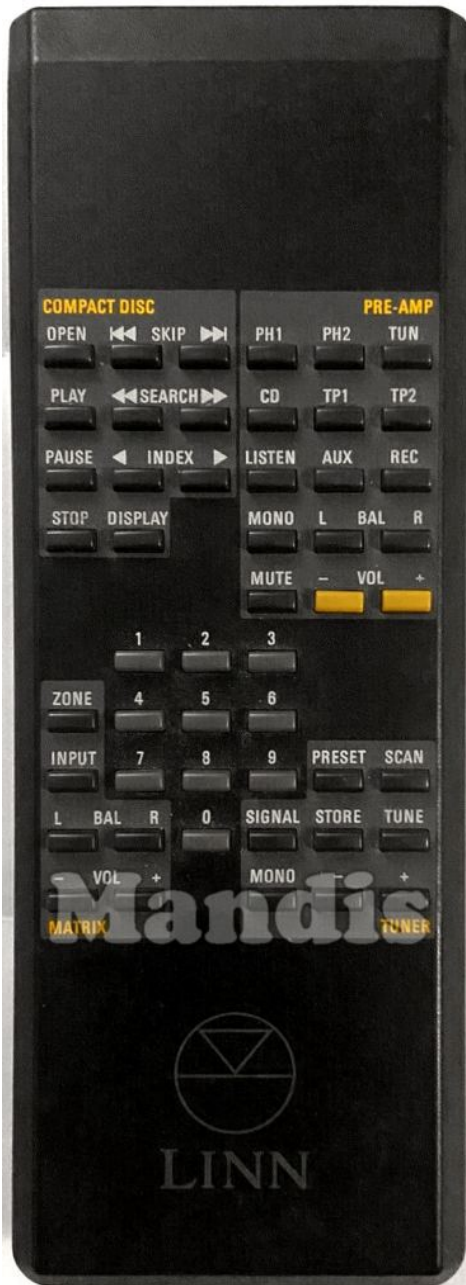 COMPACT DISC PRE-AMP
OPEN SKIP PH1 PH2 TUN
PLAY SEARCH CD TP1 TP2
PAUSE INDEX LISTEN AUX REC
STOP DISPLAY MONO L BAL R
MUTE - VOL +
1 2 3
ZONE 4 5 6
INPUT 7 8 9 PRESET SCAN
L BAL R 0 SIGNAL STORE TUNE
- VOL + MONO - +
Mandis
MATRIX TUNER
LINN